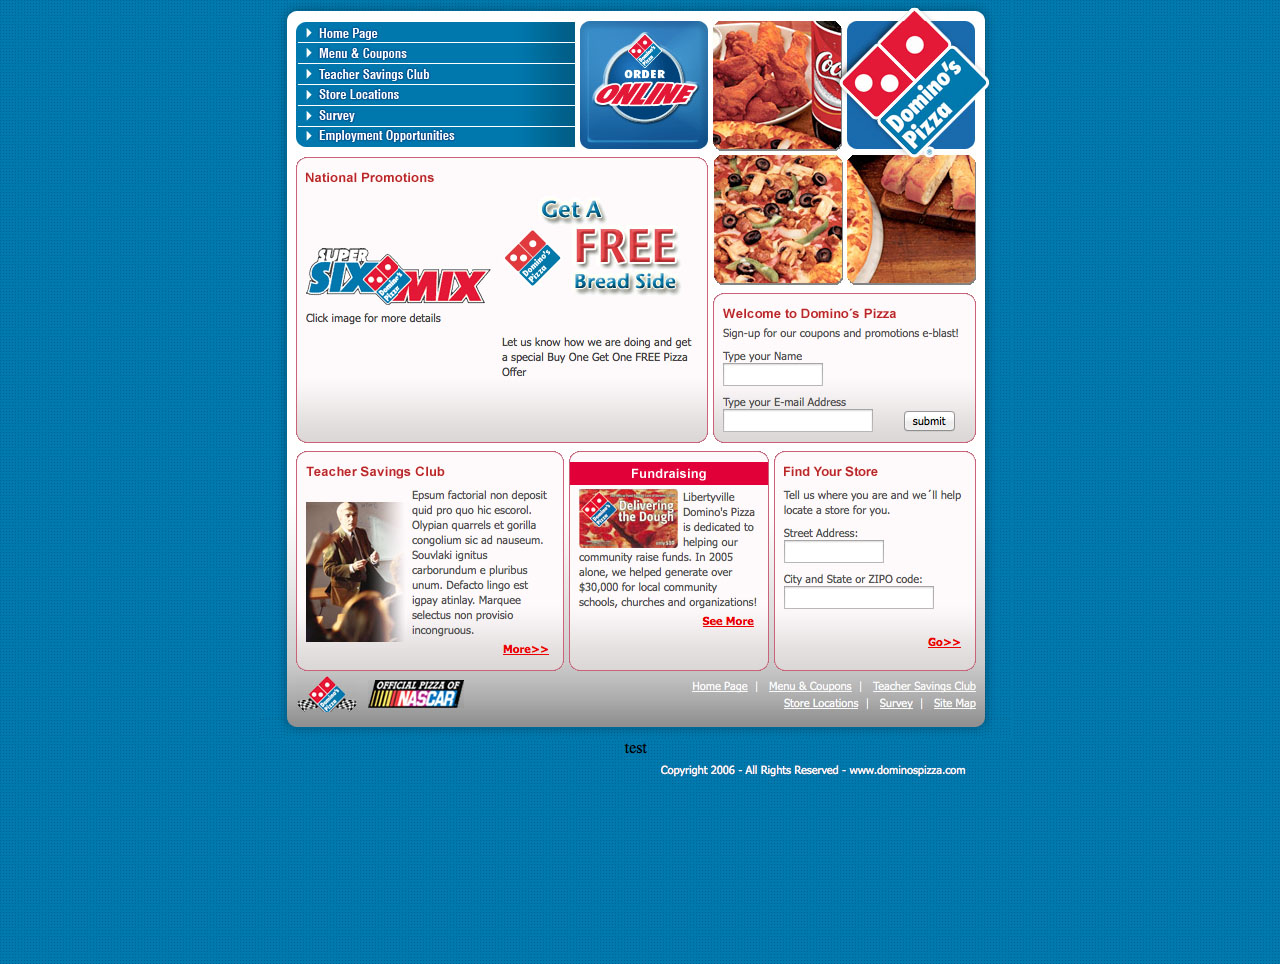 Home Page
Menu & Coupons
Teacher Savings Club
Store Locations
Survey
Employment Opportunities
Domino's
Pizza
ORDER
ONLINE
Coca
Domino's
Pizza
National Promotions
SUPER
SIX MIX
Domino's
Pizza
Click image for more details
Get A
FREE
Bread Side
Domino's
Pizza
Let us know how we are doing and get
a special Buy One Get One FREE Pizza
Offer
Welcome to Domino´s Pizza
Sign-up for our coupons and promotions e-blast!
Type your Name
Type your E-mail Address
submit
Teacher Savings Club
Epsum factorial non deposit
quid pro quo hic escorol.
Olypian quarrels et gorilla
congolium sic ad nauseum.
Souvlaki ignitus
carborundum e pluribus
unum. Defacto lingo est
igpay atinlay. Marquee
selectus non provisio
incongruous.
More>>
Fundraising
Delivering
the Dough
Libertyville
Domino's Pizza
is dedicated to
helping our
community raise funds. In 2005
alone, we helped generate over
$30,000 for local community
schools, churches and organizations!
See More
Find Your Store
Tell us where you are and we´ll help
locate a store for you.
Street Address:
City and State or ZIPO code:
Go>>
Domino's
Pizza
OFFICIAL PIZZA OF
NASCAR
Home Page | Menu & Coupons | Teacher Savings Club
Store Locations | Survey | Site Map
test
Copyright 2006 - All Rights Reserved - www.dominospizza.com